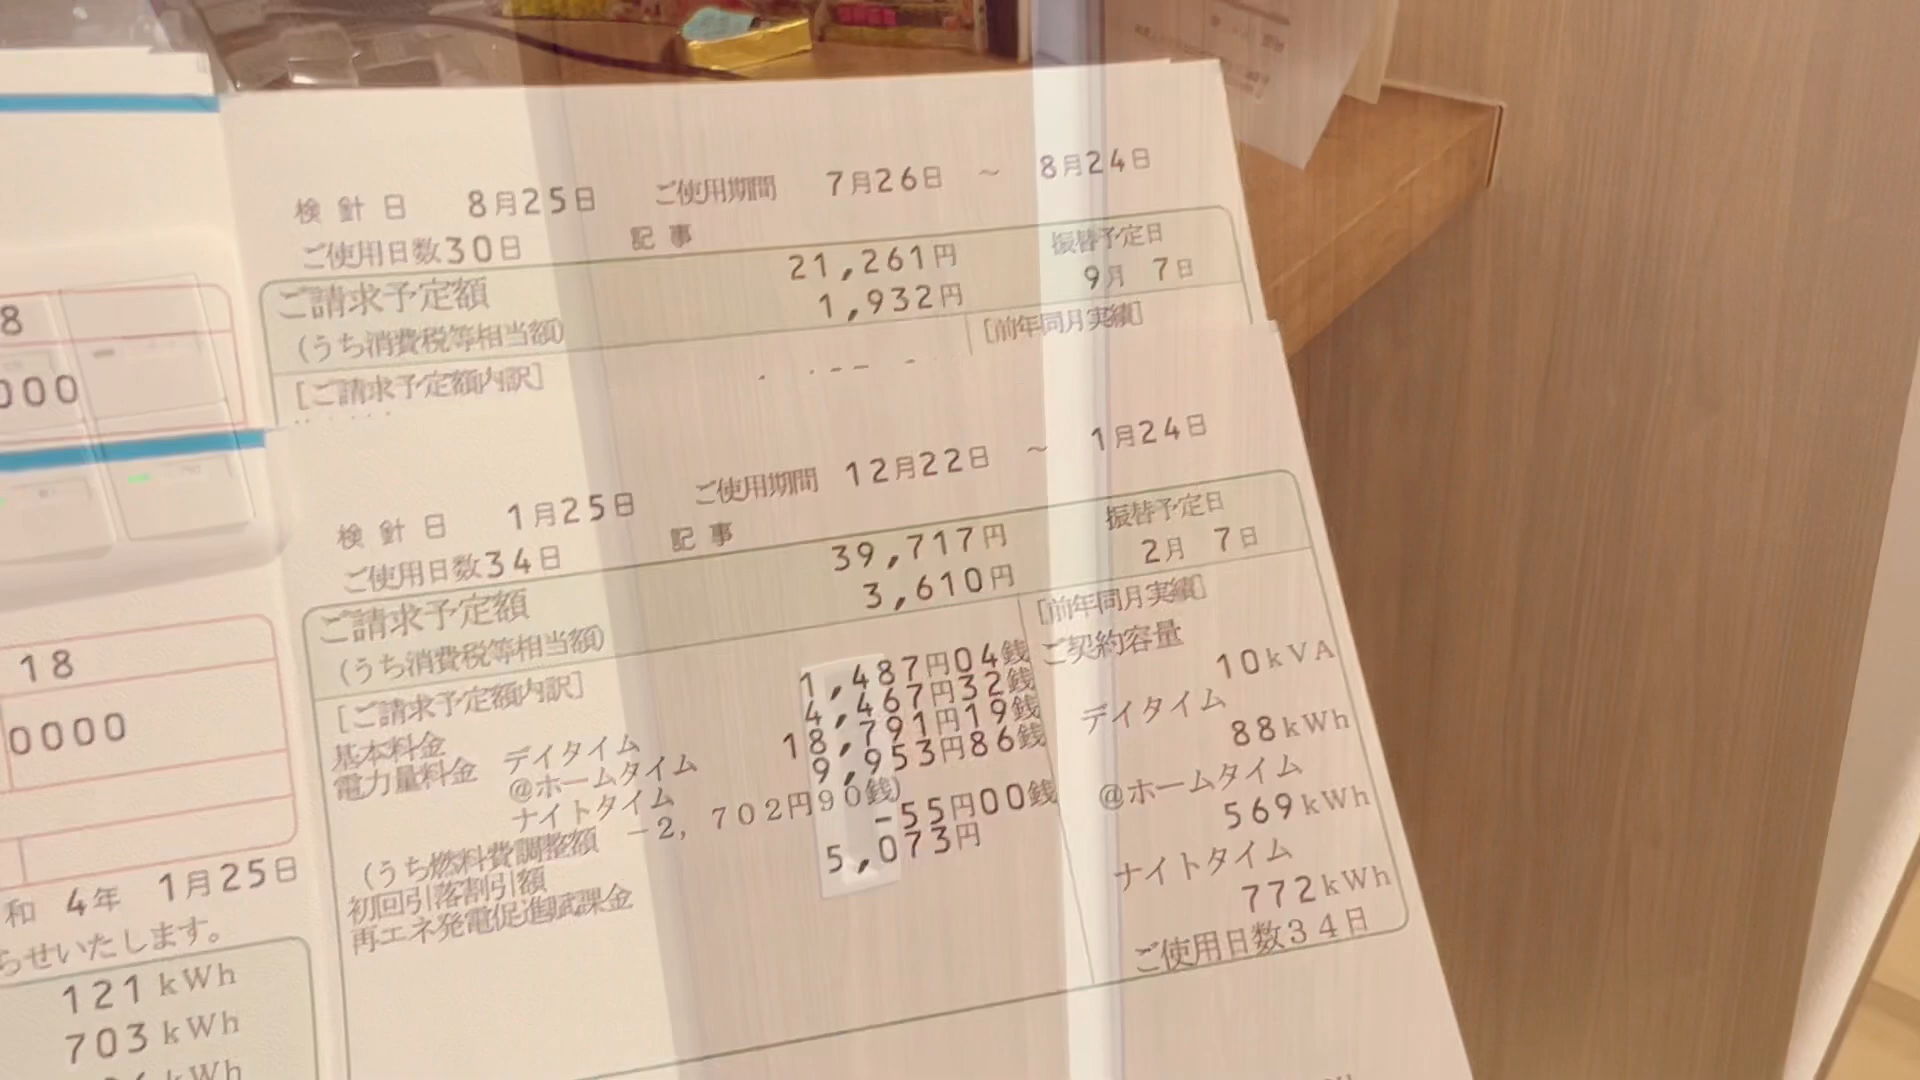 検針日 8月25日 ご使用期間 7月26日 ~ 8月24日
ご使用日数30日 記事
ご請求予定額 21,261円 振替予定日
(うち消費税等相当額) 1,932円 9月 7日
[ご請求予定額内訳] [前年同月実績]
8
000
検針日 1月25日 ご使用期間 12月22日 ~ 1月24日
ご使用日数34日 記事
ご請求予定額 39,717円 振替予定日
(うち消費税等相当額) 3,610円 2月 7日
[ご請求予定額内訳] [前年同月実績]
基本料金 1,487円04銭
電力量料金 デイタイム 4,467円32銭
@ホームタイム 18,791円19銭
ナイトタイム 9,953円86銭
(うち燃料費調整額 -2,702円90銭)
初回引落割引額 -55円00銭
再エネ発電促進賦課金 5,073円
ご契約容量
10kVA
デイタイム
88kWh
@ホームタイム
569kWh
ナイトタイム
772kWh
ご使用日数34日
18
0000
和 4年 1月25日
らせいたします。
121kWh
703kWh
kWh